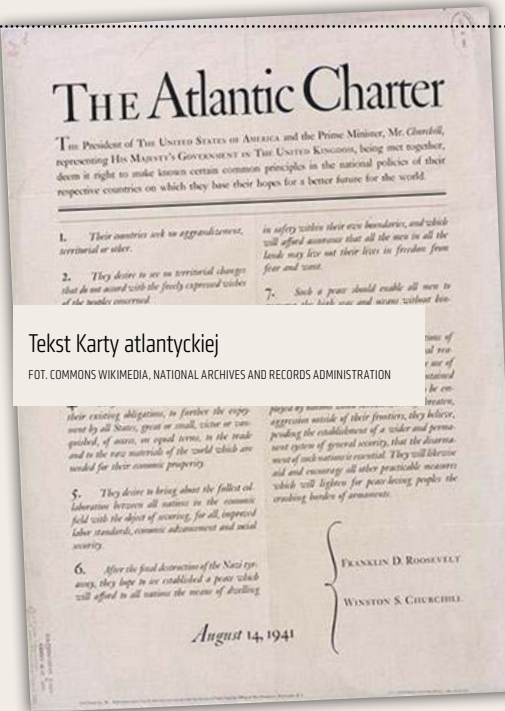 THE Atlantic Charter
THE President of THE UNITED STATES OF AMERICA and the Prime Minister, Mr. Churchill,
representing HIS MAJESTY'S GOVERNMENT IN THE UNITED KINGDOM, being met together,
deem it right to make known certain common principles in the national policies of their
respective countries on which they base their hopes for a better future for the world.
1. Their countries seek no aggrandizement,
territorial or other.
2. They desire to see no territorial changes
that do not accord with the freely expressed wishes
of the peoples concerned.
Tekst Karty atlantyckiej
FOT. COMMONS WIKIMEDIA, NATIONAL ARCHIVES AND RECORDS ADMINISTRATION
their existing obligations, to further the enjoy-
ment by all States, great or small, victor or van-
quished, of access, on equal terms, to the trade
and to the raw materials of the world which are
needed for their economic prosperity.
5. They desire to bring about the fullest col-
laboration between all nations in the economic
field with the object of securing, for all, improved
labor standards, economic advancement and social
security.
6. After the final destruction of the Nazi tyr-
anny, they hope to see established a peace which
will afford to all nations the means of dwelling
in safety within their own boundaries, and which
will afford assurance that all the men in all the
lands may live out their lives in freedom from
fear and want.
7. Such a peace should enable all men to
the high seas and oceans without hin-
ployed by nations
aggression outside of their frontiers, they believe,
pending the establishment of a wider and perma-
nent system of general security, that the disarma-
ment of such nations is essential. They will likewise
aid and encourage all other practicable measures
which will lighten for peace-loving peoples the
crushing burden of armaments.
FRANKLIN D. ROOSEVELT
WINSTON S. CHURCHILL
August 14, 1941